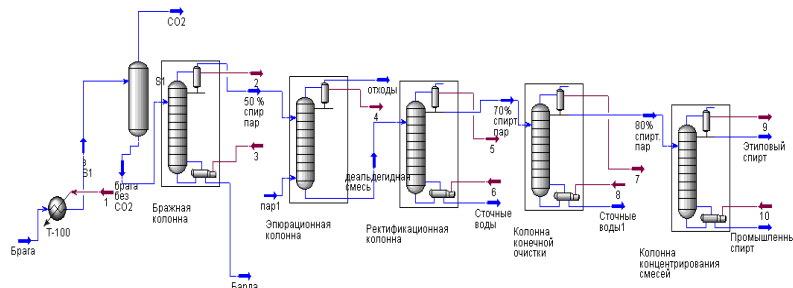 CO2
S1
2
50 %
спир
пар
3
брага
без
CO2
в
S1
1
Брага
T-100
Бражная
колонна
Барда
отходы
4
пар1
деальдегидная
смесь
Эпюрационная
колонна
70%
спирт.
пар
5
6
Сточные
воды
Ректификационная
колонна
80%
спирт.
пар
7
8
Сточные
воды1
Колонна
конечной
очистки
9
Этиловый
спирт
10
Промышленнь
спирт
Колонна
концентрирования
смесей